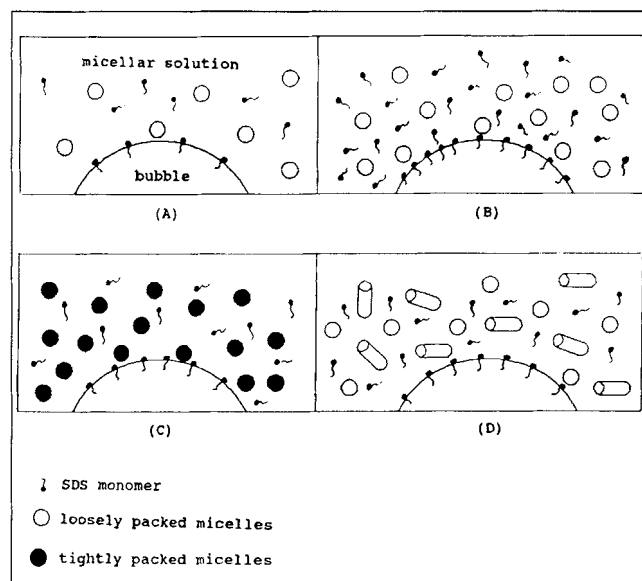 micellar solution
bubble
(A)
(B)
(C)
(D)
SDS monomer
loosely packed micelles
tightly packed micelles